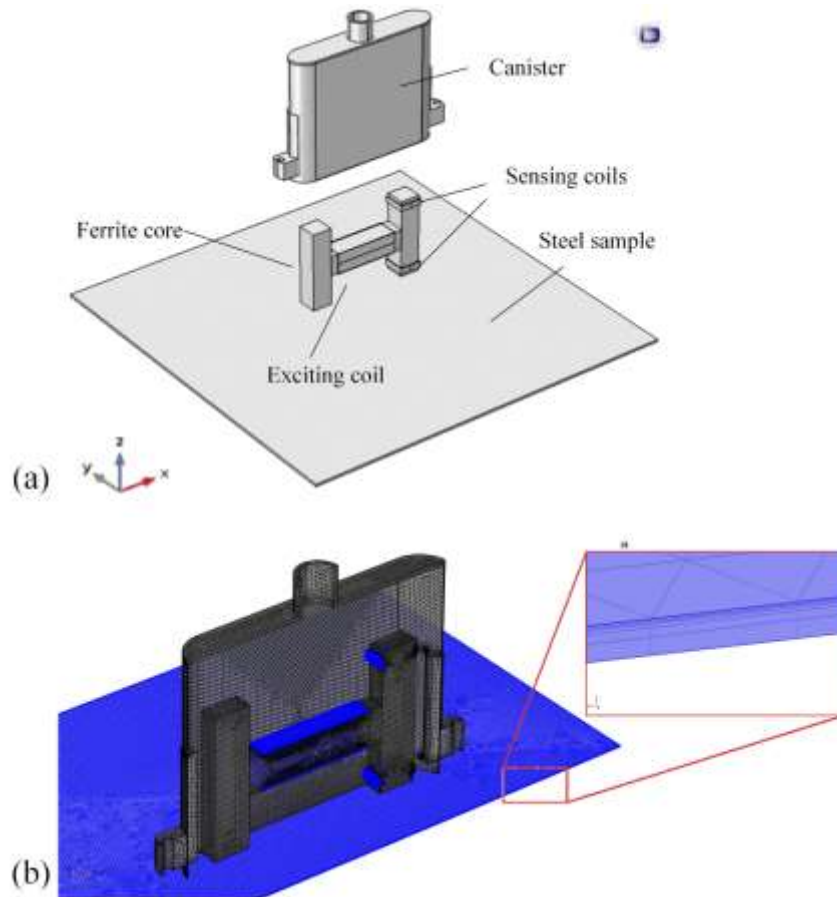 Canister
Sensing coils
Ferrite core
Steel sample
Exciting coil
z
y
x
(a)
(b)